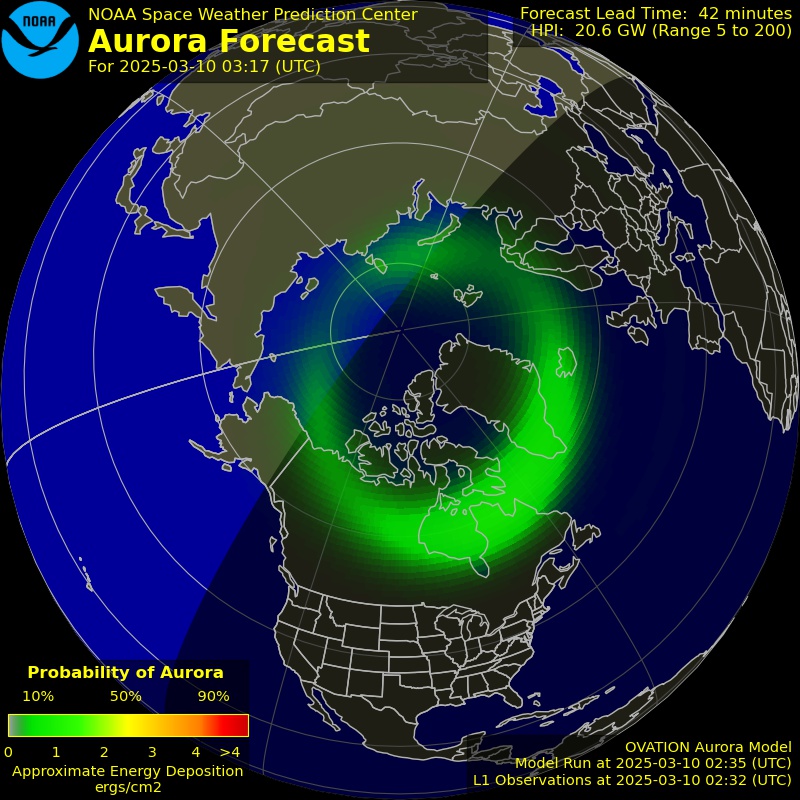 NOAA
NOAA Space Weather Prediction Center
Aurora Forecast
For 2025-03-10 03:17 (UTC)
Forecast Lead Time: 42 minutes
HPI: 20.6 GW (Range 5 to 200)
Probability of Aurora
10% 50% 90%
0 1 2 3 4 >4
Approximate Energy Deposition
ergs/cm2
OVATION Aurora Model
Model Run at 2025-03-10 02:35 (UTC)
L1 Observations at 2025-03-10 02:32 (UTC)